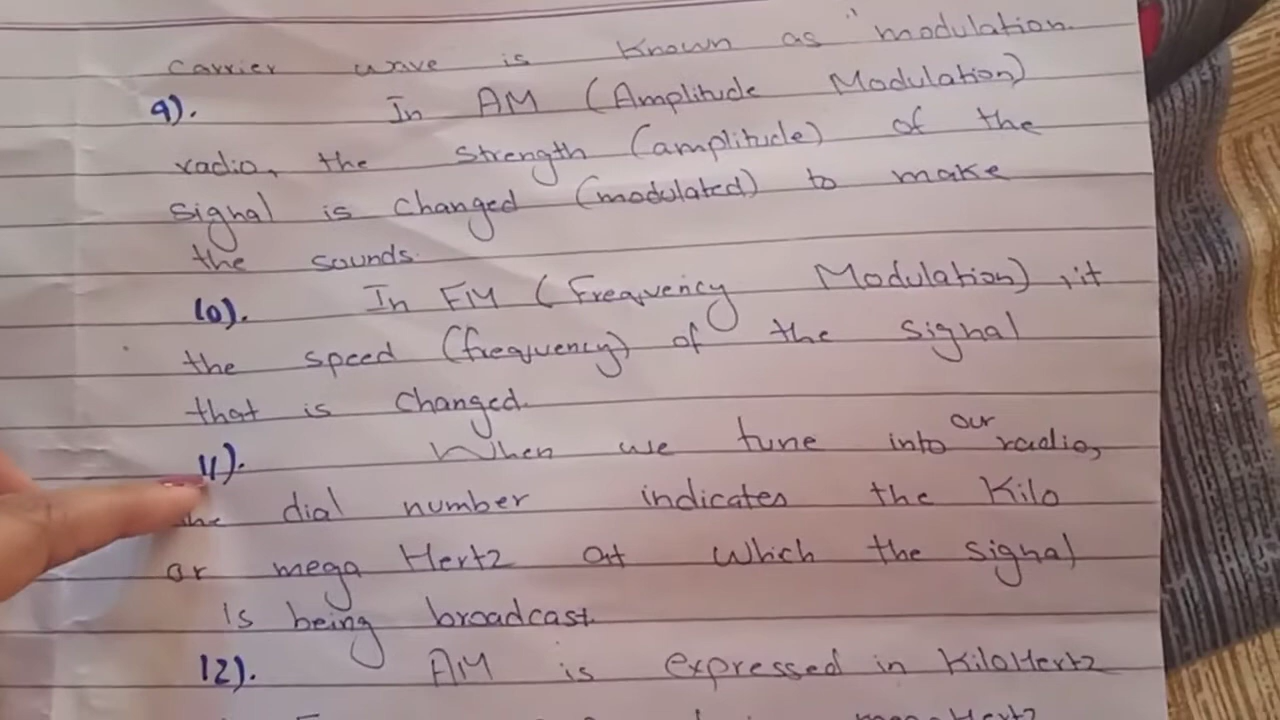 carrier wave is known as "modulation.
9). In AM (Amplitude Modulation)
radio, the strength (amplitude) of the
signal is changed (modulated) to make
the sounds.
10). In FM (Frequency Modulation), it
the speed (frequency) of the signal
that is changed.
11). When we tune into our radio,
the dial number indicates the Kilo
or mega Hertz at which the signal
is being broadcast.
12). AM is expressed in KiloHertz